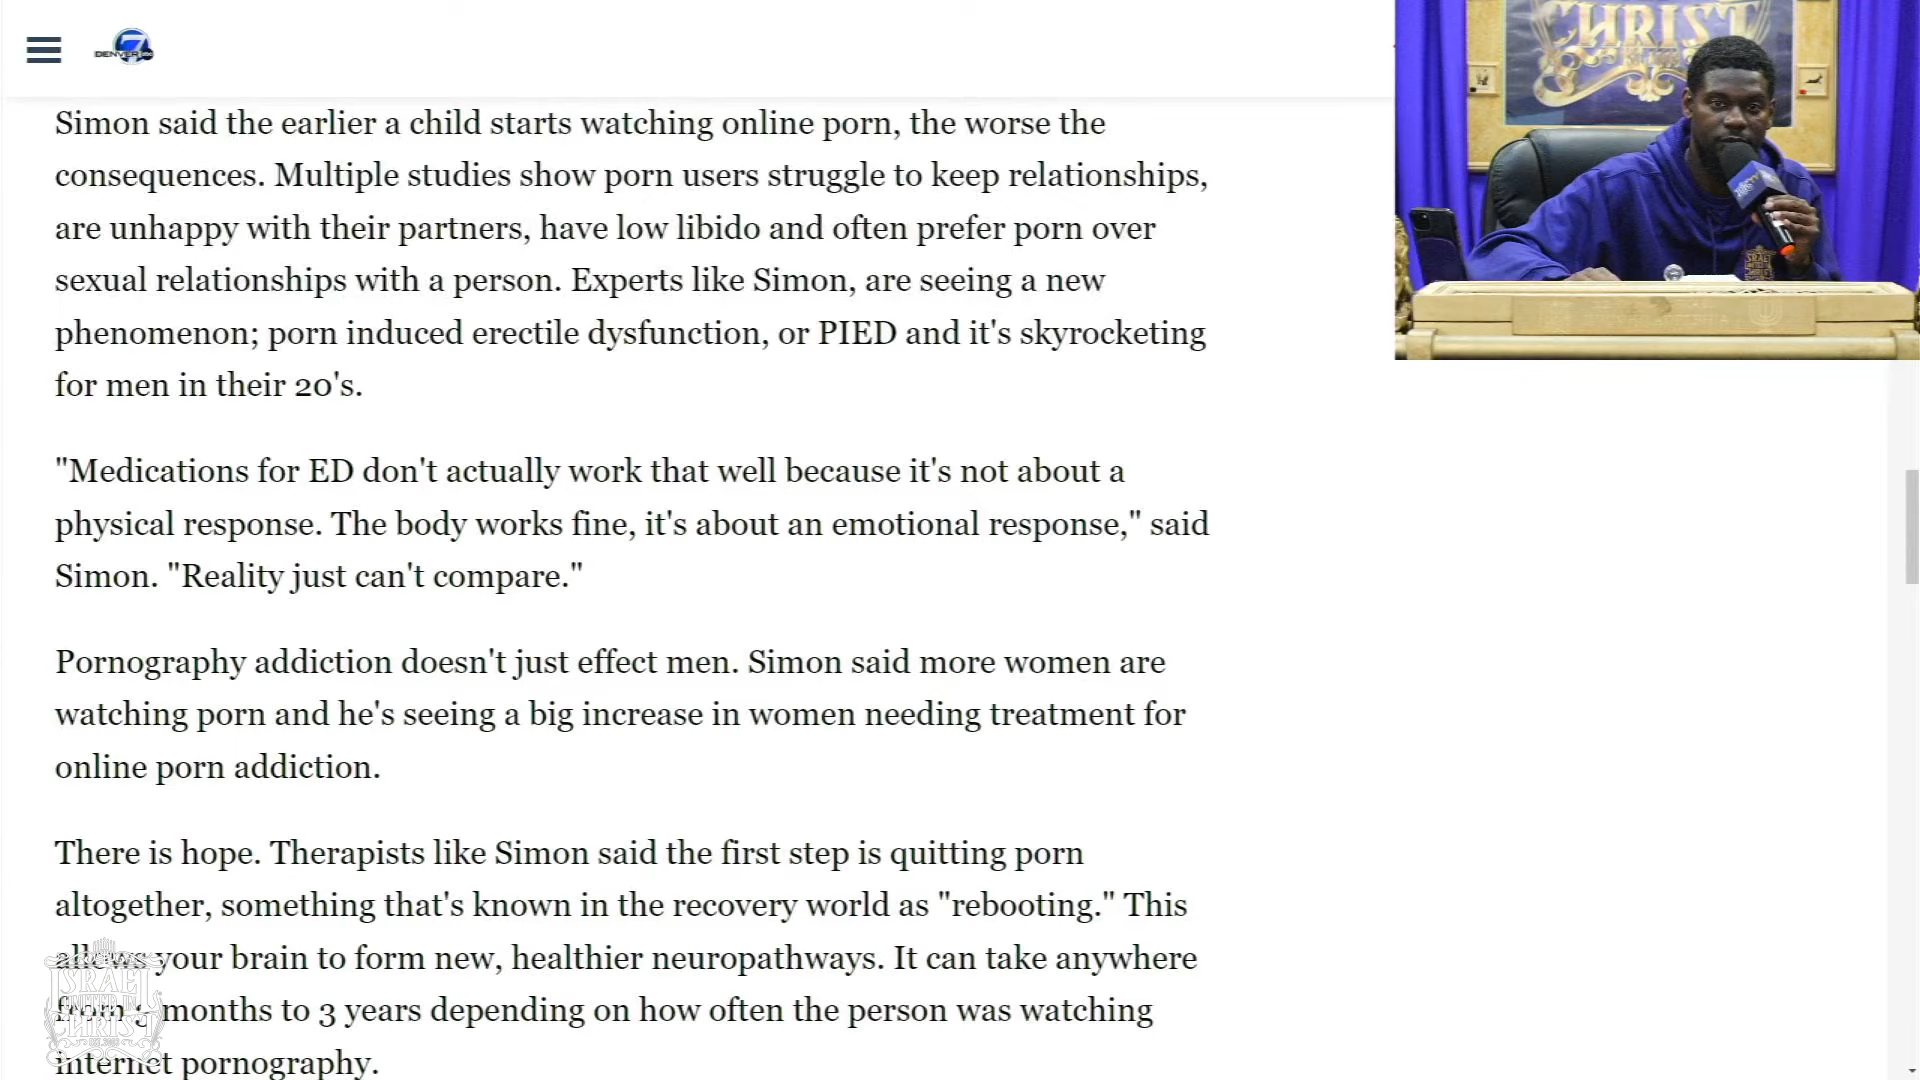 DENVER 7
Simon said the earlier a child starts watching online porn, the worse the
consequences. Multiple studies show porn users struggle to keep relationships,
are unhappy with their partners, have low libido and often prefer porn over
sexual relationships with a person. Experts like Simon, are seeing a new
phenomenon; porn induced erectile dysfunction, or PIED and it's skyrocketing
for men in their 20's.
"Medications for ED don't actually work that well because it's not about a
physical response. The body works fine, it's about an emotional response," said
Simon. "Reality just can't compare."
Pornography addiction doesn't just effect men. Simon said more women are
watching porn and he's seeing a big increase in women needing treatment for
online porn addiction.
There is hope. Therapists like Simon said the first step is quitting porn
altogether, something that's known in the recovery world as "rebooting." This
allows your brain to form new, healthier neuropathways. It can take anywhere
from months to 3 years depending on how often the person was watching
internet pornography.
ISRAEL
UNITED IN
CHRIST
CHRIST